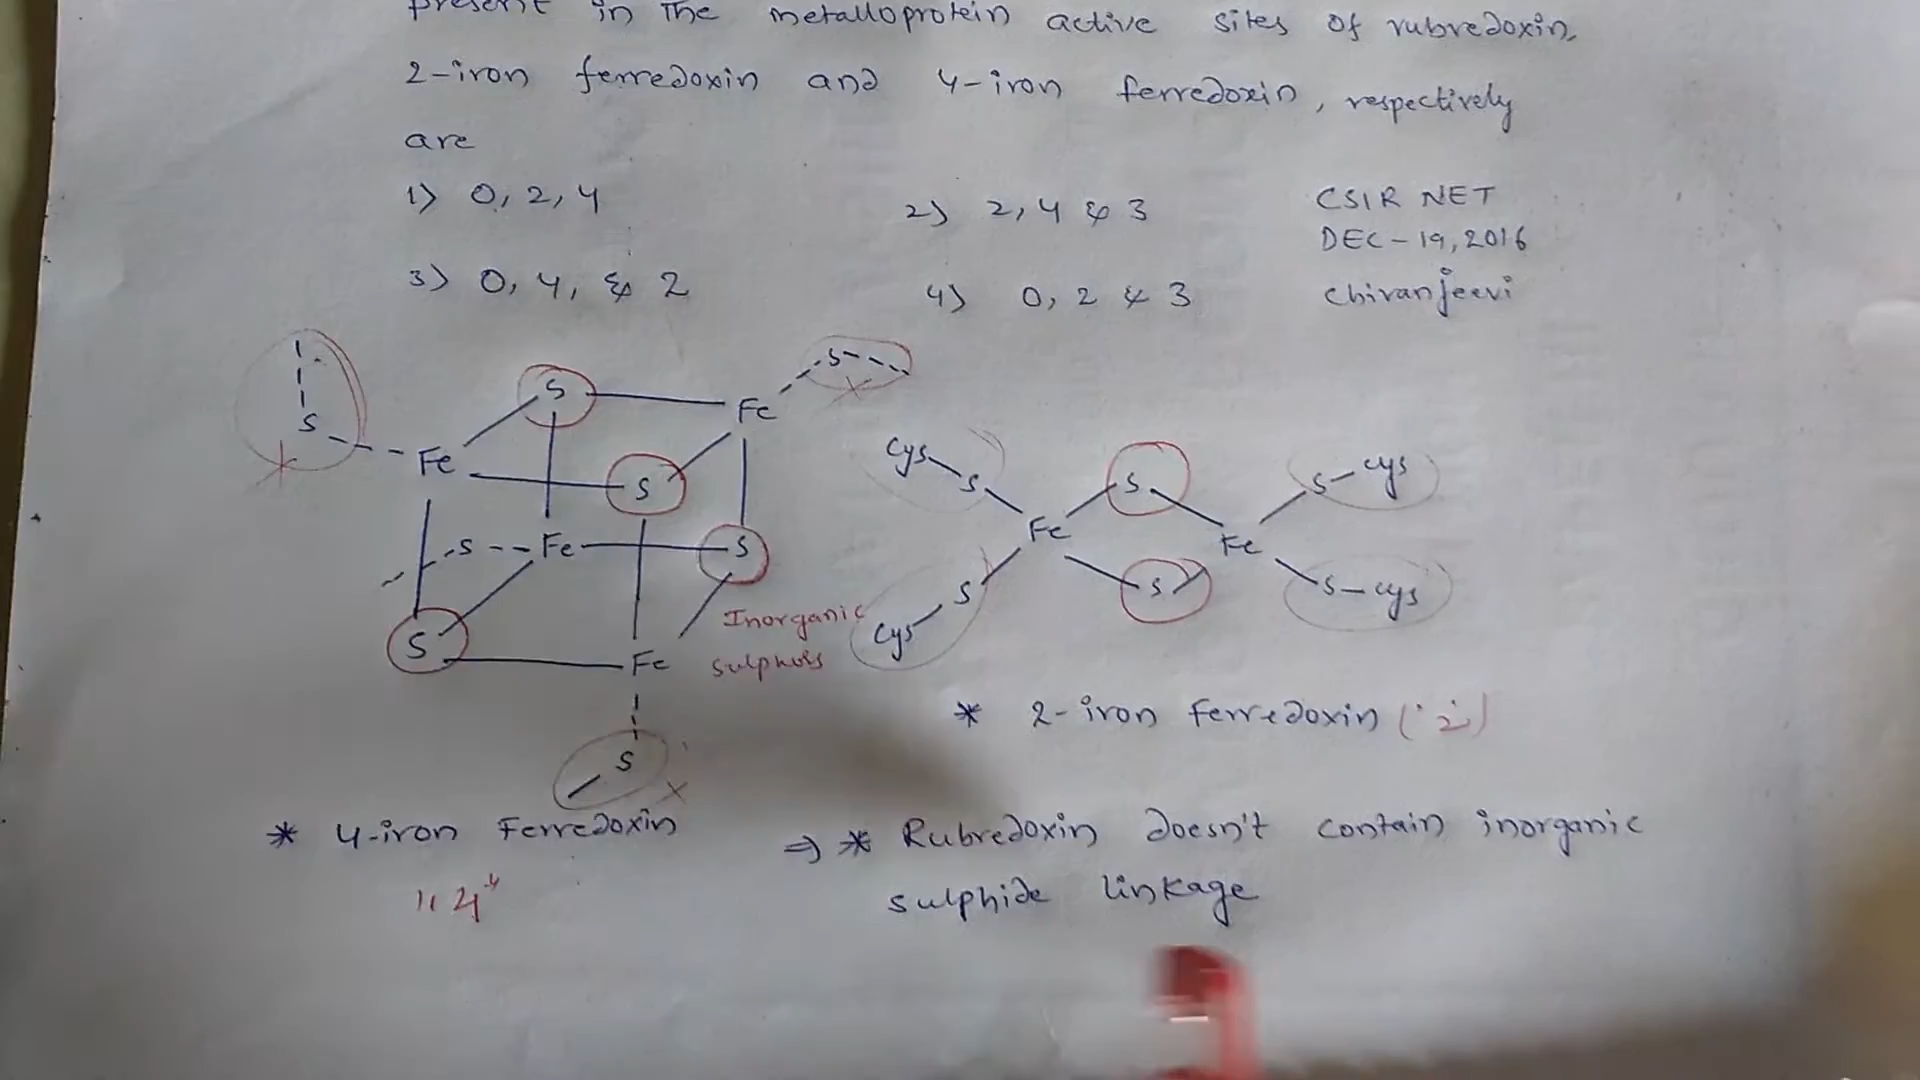 present in the metalloprotein active sites of rubredoxin,
2-iron ferredoxin and 4-iron ferredoxin, respectively
are
1) 0, 2, 4
2) 2, 4 & 3
CSIR NET
DEC-19, 2016
3) 0, 4, & 2
4) 0, 2 & 3
Chiranjeevi
S
S
S
Fe
Fe
S
S
Fe
S
S
Fe
S
Inorganic
sulphurs
Cys
S
S
S
Cys
Fe
Fe
S
S
S-Cys
Cys
* 2-iron Ferredoxin (2)
* 4-iron Ferredoxin
"4"
⇒ * Rubredoxin doesn't contain inorganic
sulphide linkage